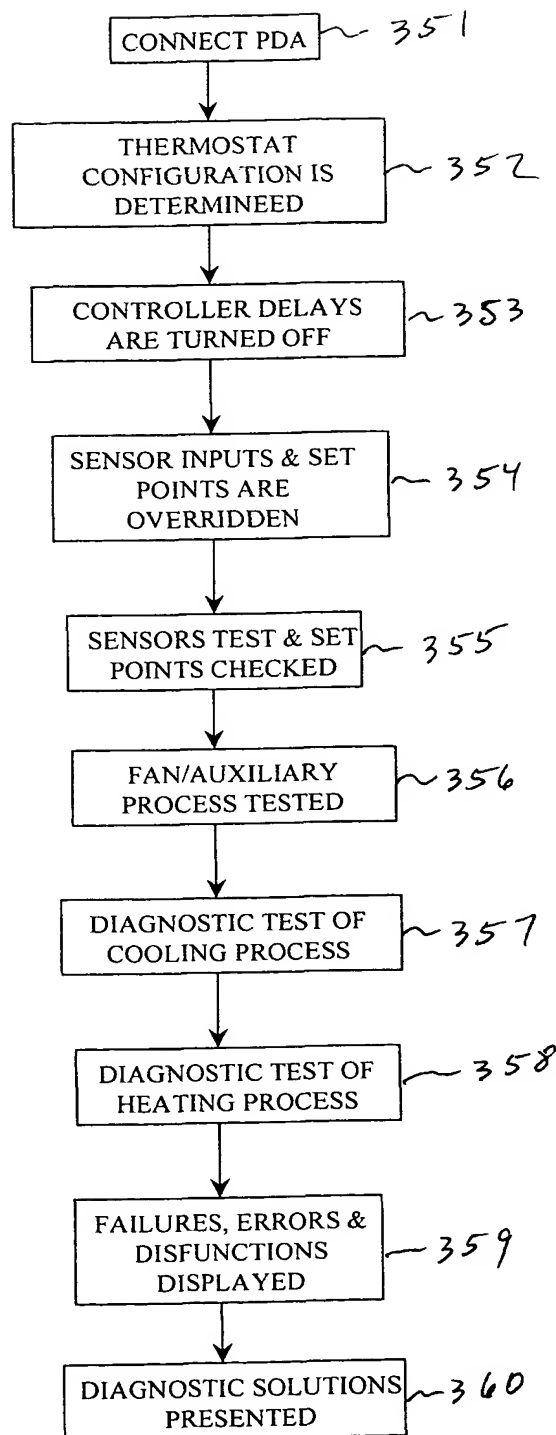 CONNECT PDA 351
THERMOSTAT
CONFIGURATION IS 352
DETERMINEED
CONTROLLER DELAYS 353
ARE TURNED OFF
SENSOR INPUTS & SET
POINTS ARE 354
OVERRIDDEN
SENSORS TEST & SET 355
POINTS CHECKED
FAN/AUXILIARY 356
PROCESS TESTED
DIAGNOSTIC TEST OF 357
COOLING PROCESS
DIAGNOSTIC TEST OF 358
HEATING PROCESS
FAILURES, ERRORS &
DISFUNCTIONS 359
DISPLAYED
DIAGNOSTIC SOLUTIONS 360
PRESENTED